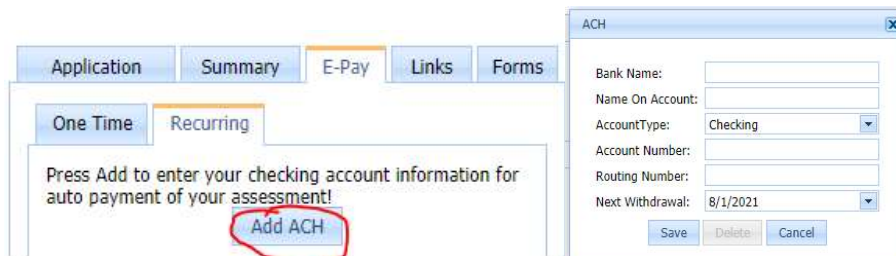 Application Summary E-Pay Links Forms
One Time Recurring
Press Add to enter your checking account information for
auto payment of your assessment!
Add ACH
ACH
Bank Name:
Name On Account:
AccountType: Checking
Account Number:
Routing Number:
Next Withdrawal: 8/1/2021
Save Delete Cancel